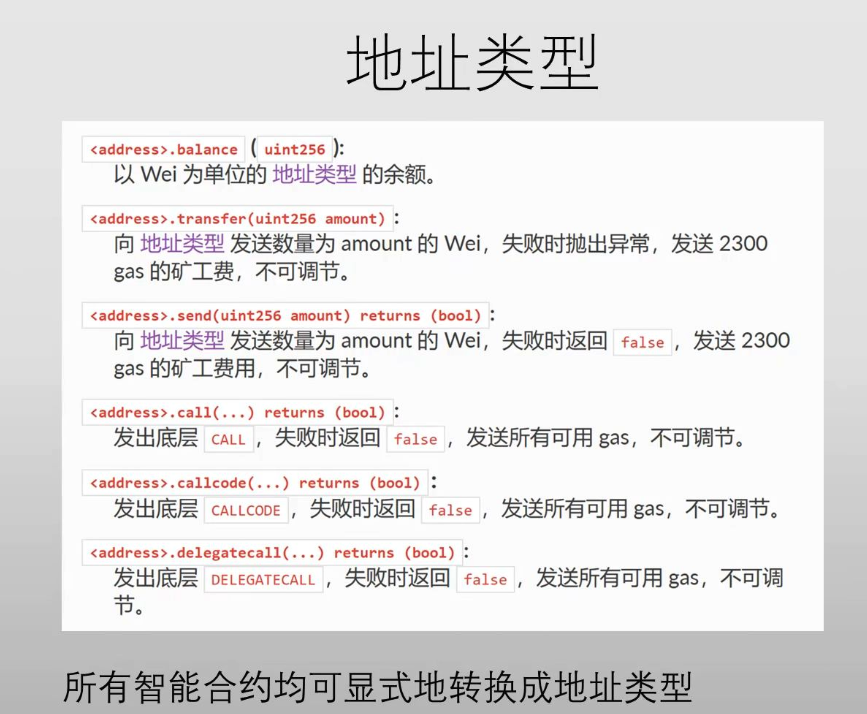 地址类型
<address>.balance (uint256):
以 Wei 为单位的 地址类型 的余额。
<address>.transfer(uint256 amount):
向 地址类型 发送数量为 amount 的 Wei，失败时抛出异常，发送 2300
gas 的矿工费，不可调节。
<address>.send(uint256 amount) returns (bool):
向 地址类型 发送数量为 amount 的 Wei，失败时返回 false，发送 2300
gas 的矿工费用，不可调节。
<address>.call(...) returns (bool):
发出底层 CALL，失败时返回 false，发送所有可用 gas，不可调节。
<address>.callcode(...) returns (bool):
发出底层 CALLCODE，失败时返回 false，发送所有可用 gas，不可调节。
<address>.delegatecall(...) returns (bool):
发出底层 DELEGATECALL，失败时返回 false，发送所有可用 gas，不可调
节。
所有智能合约均可显式地转换成地址类型